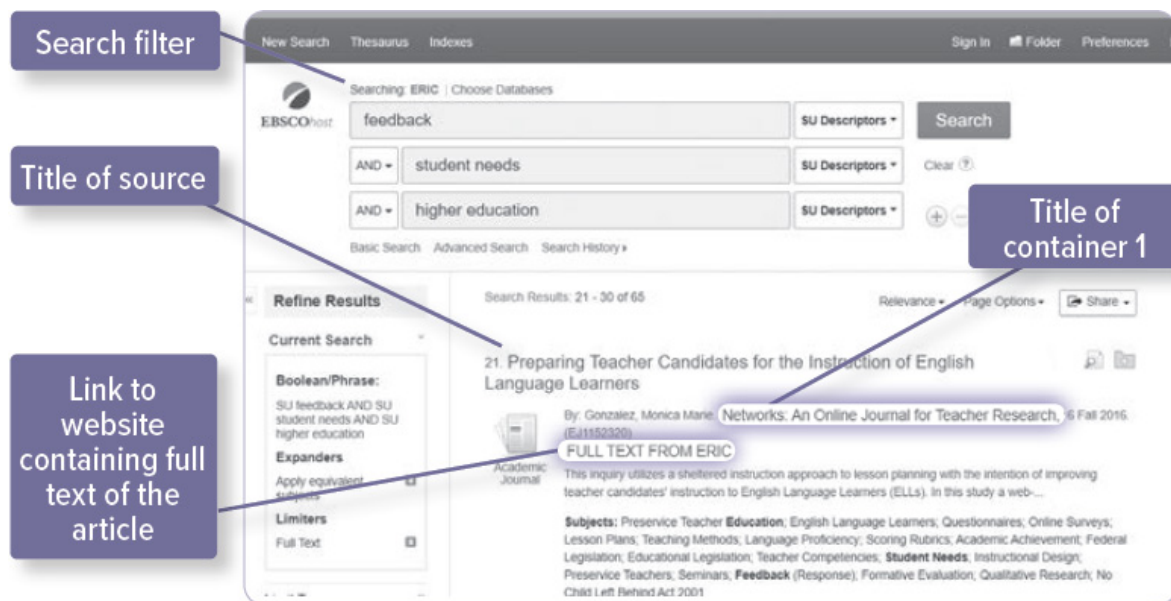 Search filter
Title of source
Link to
website
containing full
text of the
article
Title of
container 1
New Search Thesaurus Indexes
Sign In Folder Preferences
Searching: ERIC | Choose Databases
EBSCOhost
feedback SU Descriptors Search
AND student needs SU Descriptors Clear ?
AND higher education SU Descriptors
Basic Search Advanced Search Search History
Refine Results
Current Search
Boolean/Phrase:
SU feedback AND SU
student needs AND SU
higher education
Expanders
Apply equivalent
subjects
Limiters
Full Text
Search Results: 21 - 30 of 65
Relevance Page Options Share
21. Preparing Teacher Candidates for the Instruction of English
Language Learners
Academic
Journal
By: Gonzalez, Monica Marie. Networks: An Online Journal for Teacher Research, 6 Fall 2016.
(EJ1152320)
FULL TEXT FROM ERIC
This inquiry utilizes a sheltered instruction approach to lesson planning with the intention of improving
teacher candidates' instruction to English Language Learners (ELLs). In this study a web-...
Subjects: Preservice Teacher Education; English Language Learners; Questionnaires; Online Surveys;
Lesson Plans; Teaching Methods; Language Proficiency; Scoring Rubrics; Academic Achievement; Federal
Legislation; Educational Legislation; Teacher Competencies; Student Needs; Instructional Design;
Preservice Teachers; Seminars; Feedback (Response); Formative Evaluation; Qualitative Research; No
Child Left Behind Act 2001